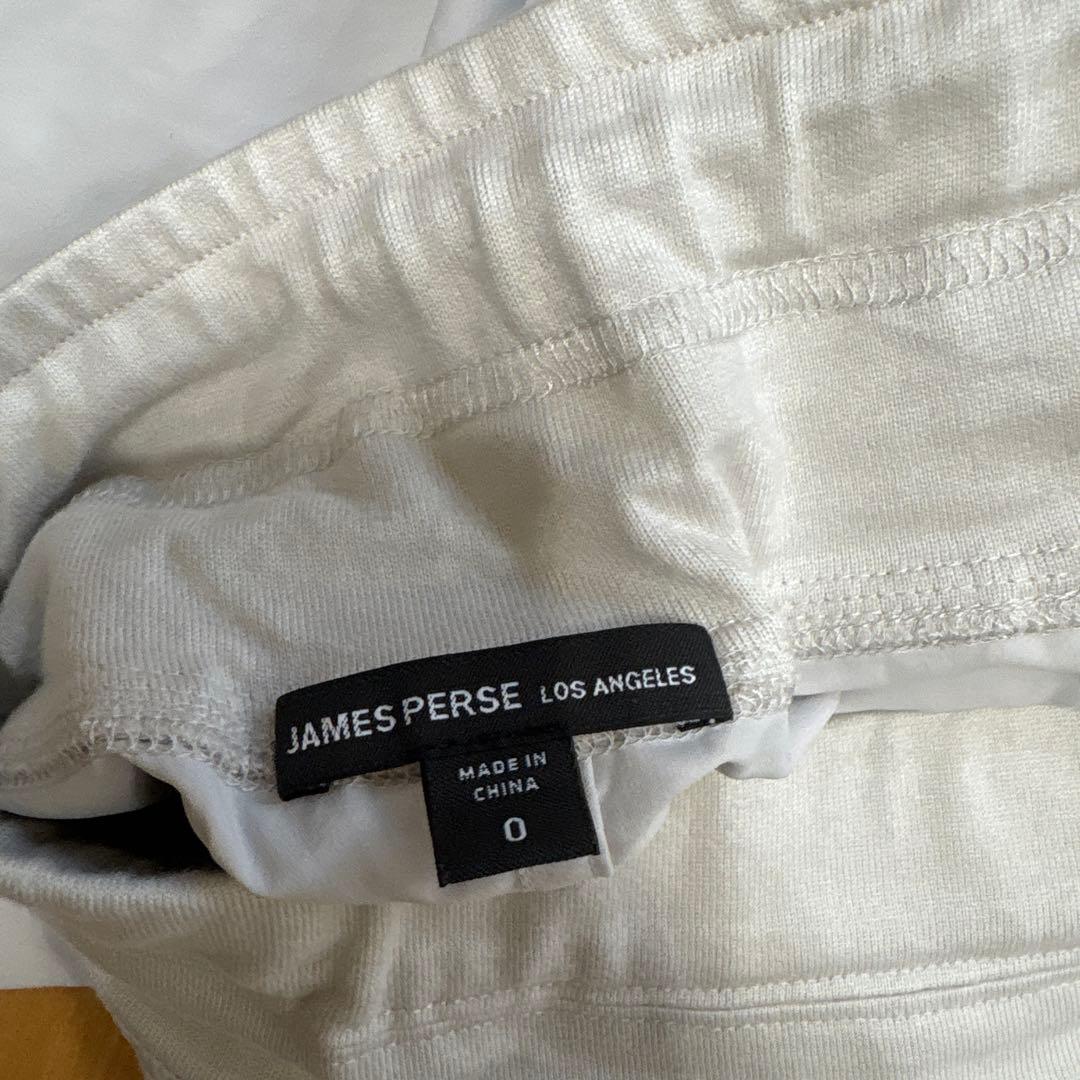 JAMES PERSE LOS ANGELES
MADE IN
CHINA
0